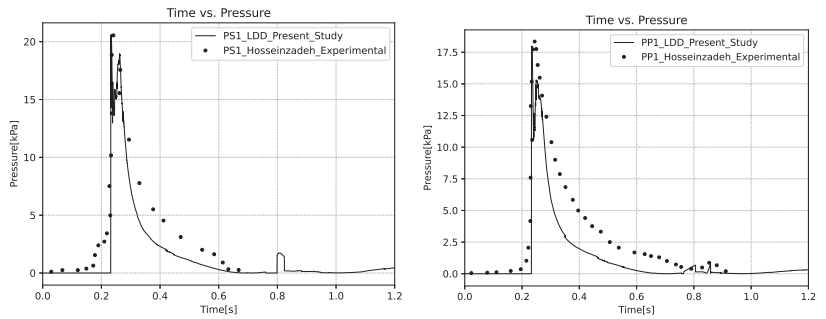 Time vs. Pressure
PS1_LDD_Present_Study
PS1_Hosseinzadeh_Experimental
Pressure[kPa]
20
15
10
5
0
0.0 0.2 0.4 0.6 0.8 1.0 1.2
Time[s]
Time vs. Pressure
PP1_LDD_Present_Study
PP1_Hosseinzadeh_Experimental
Pressure[kPa]
17.5
15.0
12.5
10.0
7.5
5.0
2.5
0.0
0.0 0.2 0.4 0.6 0.8 1.0 1.2
Time[s]